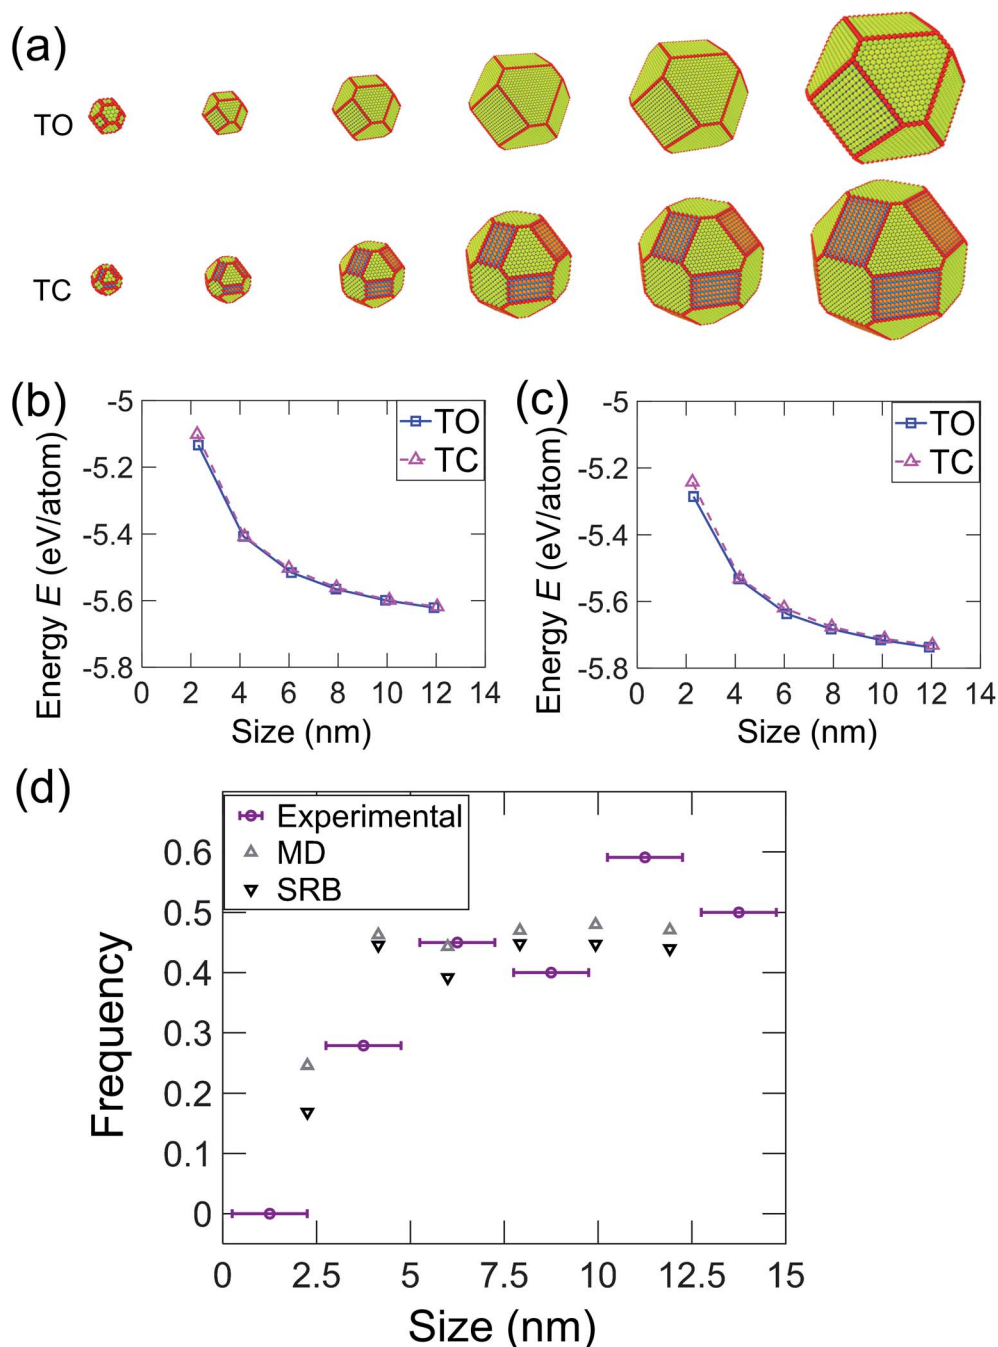 (a)
TO
TC
(b)
-5
-5.2
-5.4
-5.6
-5.8
0 2 4 6 8 10 12 14
Energy E (eV/atom)
Size (nm)
TO
TC
(c)
-5
-5.2
-5.4
-5.6
-5.8
0 2 4 6 8 10 12 14
Energy E (eV/atom)
Size (nm)
TO
TC
(d)
Experimental
MD
SRB
0.6
0.5
0.4
0.3
0.2
0.1
0
Frequency
0 2.5 5 7.5 10 12.5 15
Size (nm)